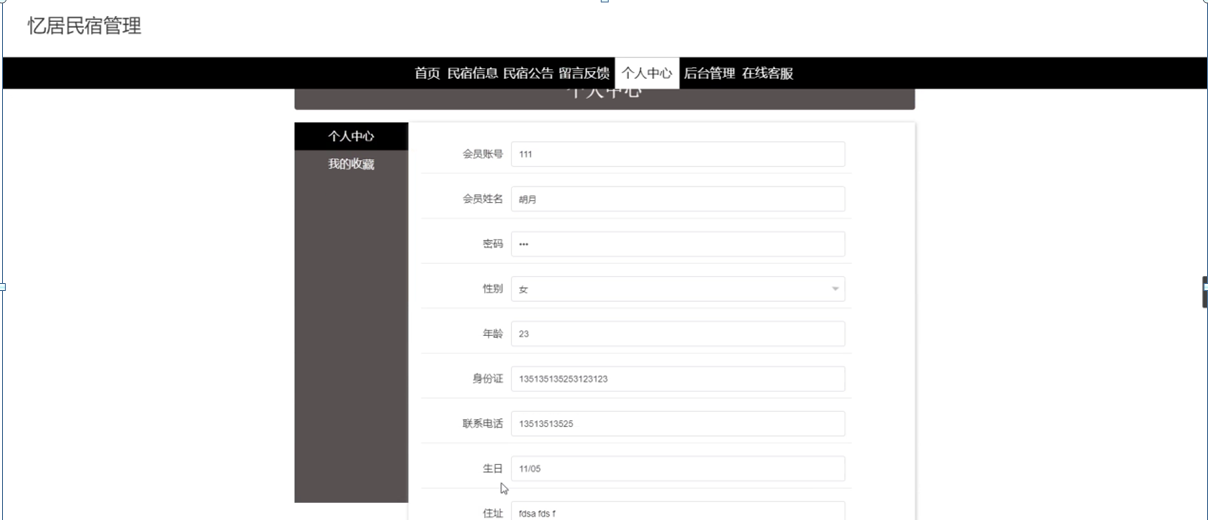 忆居民宿管理
首页 民宿信息 民宿公告 留言反馈 个人中心 后台管理 在线客服
个人中心
个人中心
我的收藏
会员账号 111
会员姓名 胡月
密码 •••
性别 女
年龄 23
身份证 135135135253123123
联系电话 13513513525
生日 11/05
住址 fdsa fds f